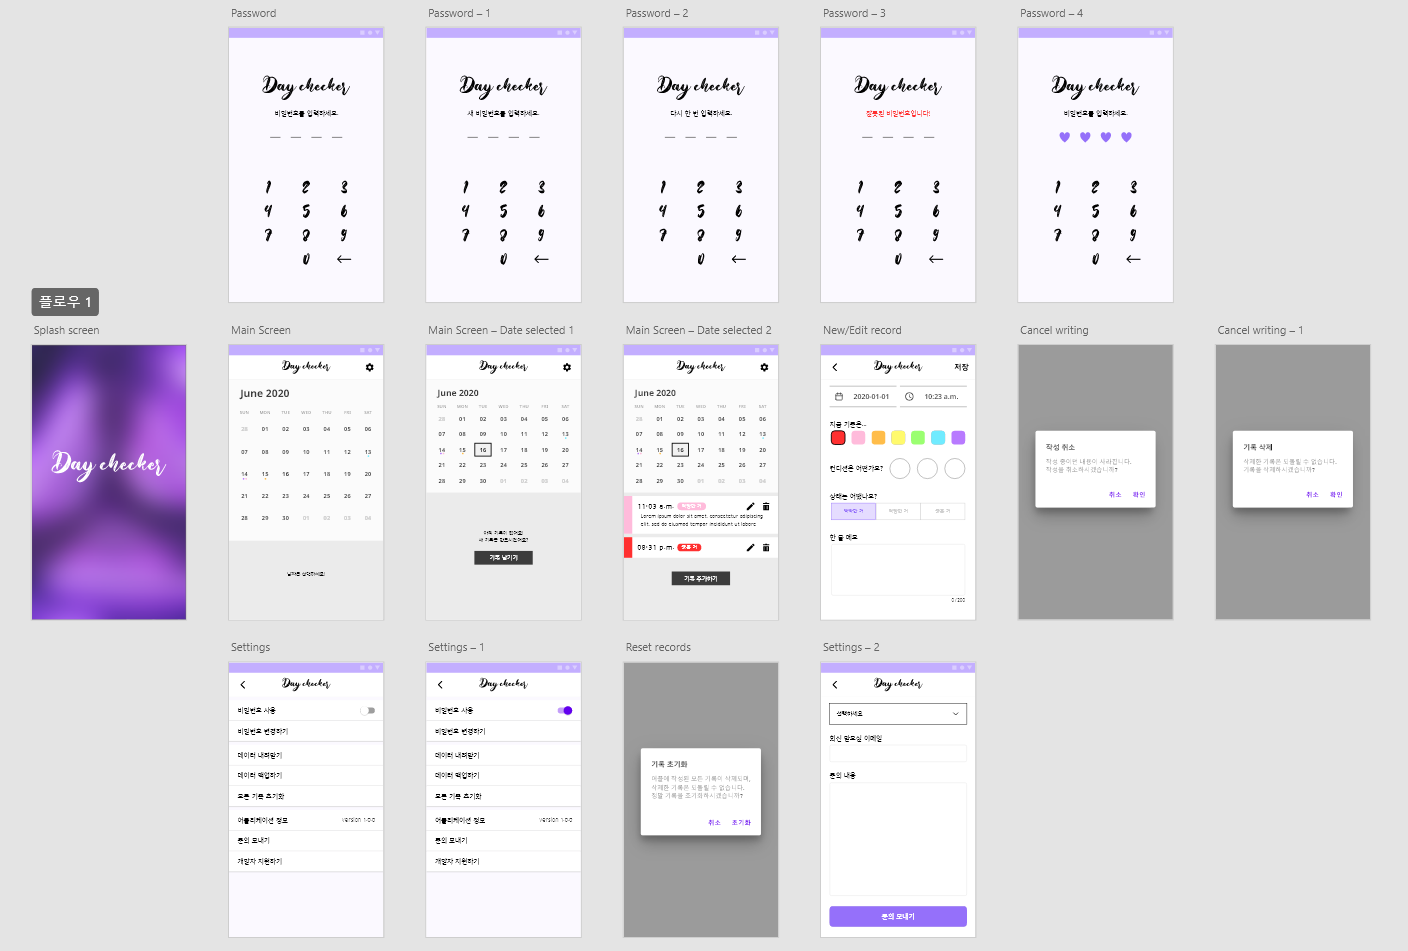 Password
Password – 1
Password – 2
Password – 3
Password – 4
Day checker
비밀번호를 입력하세요.
1 2 3
4 5 6
7 8 9
0 ←
Day checker
새 비밀번호를 입력하세요.
1 2 3
4 5 6
7 8 9
0 ←
Day checker
다시 한 번 입력하세요.
1 2 3
4 5 6
7 8 9
0 ←
Day checker
잘못된 비밀번호입니다!
1 2 3
4 5 6
7 8 9
0 ←
Day checker
비밀번호를 입력하세요.
1 2 3
4 5 6
7 8 9
0 ←
플로우 1
Splash screen
Main Screen
Main Screen – Date selected 1
Main Screen – Date selected 2
New/Edit record
Cancel writing
Cancel writing – 1
Day checker
Day checker
June 2020
SUN MON TUE WED THU FRI SAT
28 01 02 03 04 05 06
07 08 09 10 11 12 13
14 15 16 17 18 19 20
21 22 23 24 25 26 27
28 29 30 01 02 03 04
날짜를 선택하세요!
Day checker
June 2020
SUN MON TUE WED THU FRI SAT
28 01 02 03 04 05 06
07 08 09 10 11 12 13
14 15 16 17 18 19 20
21 22 23 24 25 26 27
28 29 30 01 02 03 04
아직 기록이 없어요!
새 기록을 만드시겠어요?
기록 남기기
Day checker
June 2020
SUN MON TUE WED THU FRI SAT
28 01 02 03 04 05 06
07 08 09 10 11 12 13
14 15 16 17 18 19 20
21 22 23 24 25 26 27
28 29 30 01 02 03 04
11:03 a.m.
Lorem ipsum dolor sit amet, consectetur adipiscing
elit, sed do eiusmod tempor incididunt ut labore
08:31 p.m.
기록 추가하기
Day checker
저장
2020-01-01
10:23 a.m.
지금 기분은...
컨디션은 어떤가요?
상태는 어떻나요?
한 줄 메모
0/200
작성 취소
작성 중이던 내용이 사라집니다.
작성을 취소하시겠습니까?
취소 확인
기록 삭제
삭제한 기록은 되돌릴 수 없습니다.
기록을 삭제하시겠습니까?
취소 확인
Settings
Settings – 1
Reset records
Settings – 2
Day checker
비밀번호 사용
비밀번호 변경하기
데이터 내려받기
데이터 백업하기
모든 기록 초기화
어플리케이션 정보
Version 1.0.0
문의 보내기
개발자 지원하기
Day checker
비밀번호 사용
비밀번호 변경하기
데이터 내려받기
데이터 백업하기
모든 기록 초기화
어플리케이션 정보
Version 1.0.0
문의 보내기
개발자 지원하기
기록 초기화
어플에 작성된 모든 기록이 삭제되며,
삭제한 기록은 되돌릴 수 없습니다.
정말 기록을 초기화하시겠습니까?
취소 초기화
Day checker
선택하세요
회신 받으실 이메일
문의 내용
문의 보내기